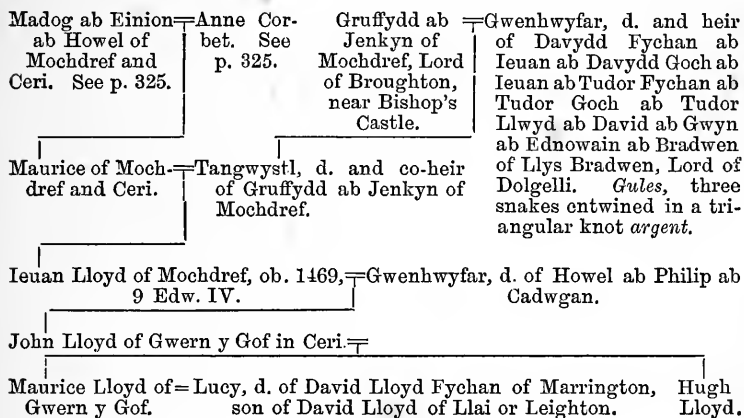 Madog ab Einion=Anne Cor-
ab Howel of bet. See
Mochdref and p. 325.
Ceri. See p. 325.
Gruffydd ab =Gwenhwyfar, d. and heir
Jenkyn of of Davydd Fychan ab
Mochdref, Lord Ieuan ab Davydd Goch ab
of Broughton, Ieuan ab Tudor Fychan ab
near Bishop's Tudor Goch ab Tudor
Castle. Llwyd ab David ab Gwyn
ab Ednowain ab Bradwen
of Llys Bradwen, Lord of
Dolgelli. Gules, three
snakes entwined in a tri-
angular knot argent.
Maurice of Moch-=Tangwystl, d. and co-heir
dref and Ceri. of Gruffydd ab Jenkyn of
Mochdref.
Ieuan Lloyd of Mochdref, ob. 1469,=Gwenhwyfar, d. of Howel ab Philip ab
9 Edw. IV. Cadwgan.
John Lloyd of Gwern y Gof in Ceri.=
Maurice Lloyd of= Lucy, d. of David Lloyd Fychan of Marrington, Hugh
Gwern y Gof. son of David Lloyd of Llai or Leighton. Lloyd.